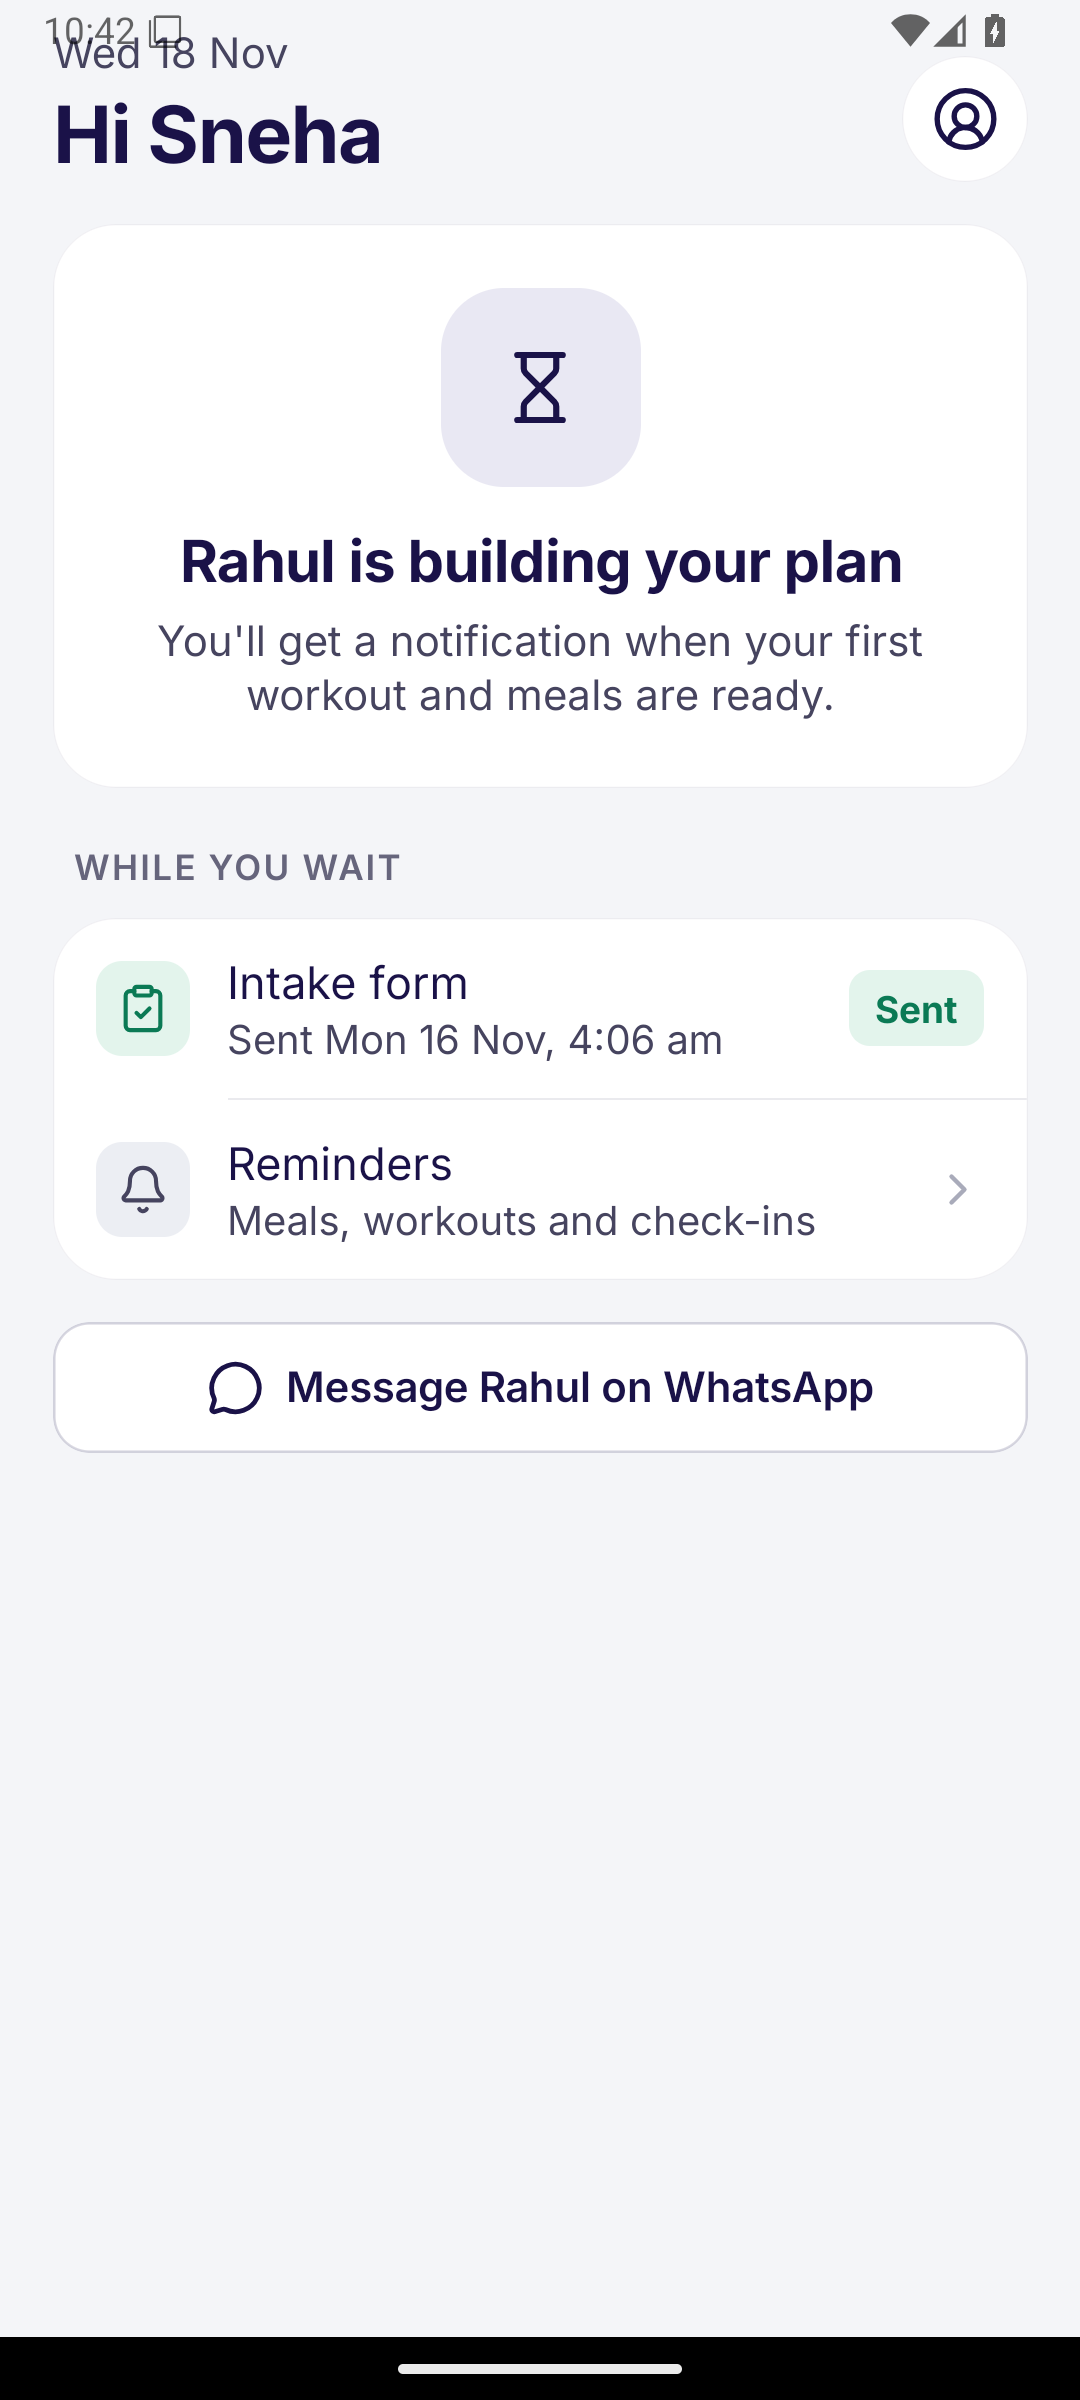 10:42
Wed 18 Nov
Hi Sneha
Rahul is building your plan
You'll get a notification when your first
workout and meals are ready.
WHILE YOU WAIT
Intake form
Sent Mon 16 Nov, 4:06 am
Sent
Reminders
Meals, workouts and check-ins
Message Rahul on WhatsApp